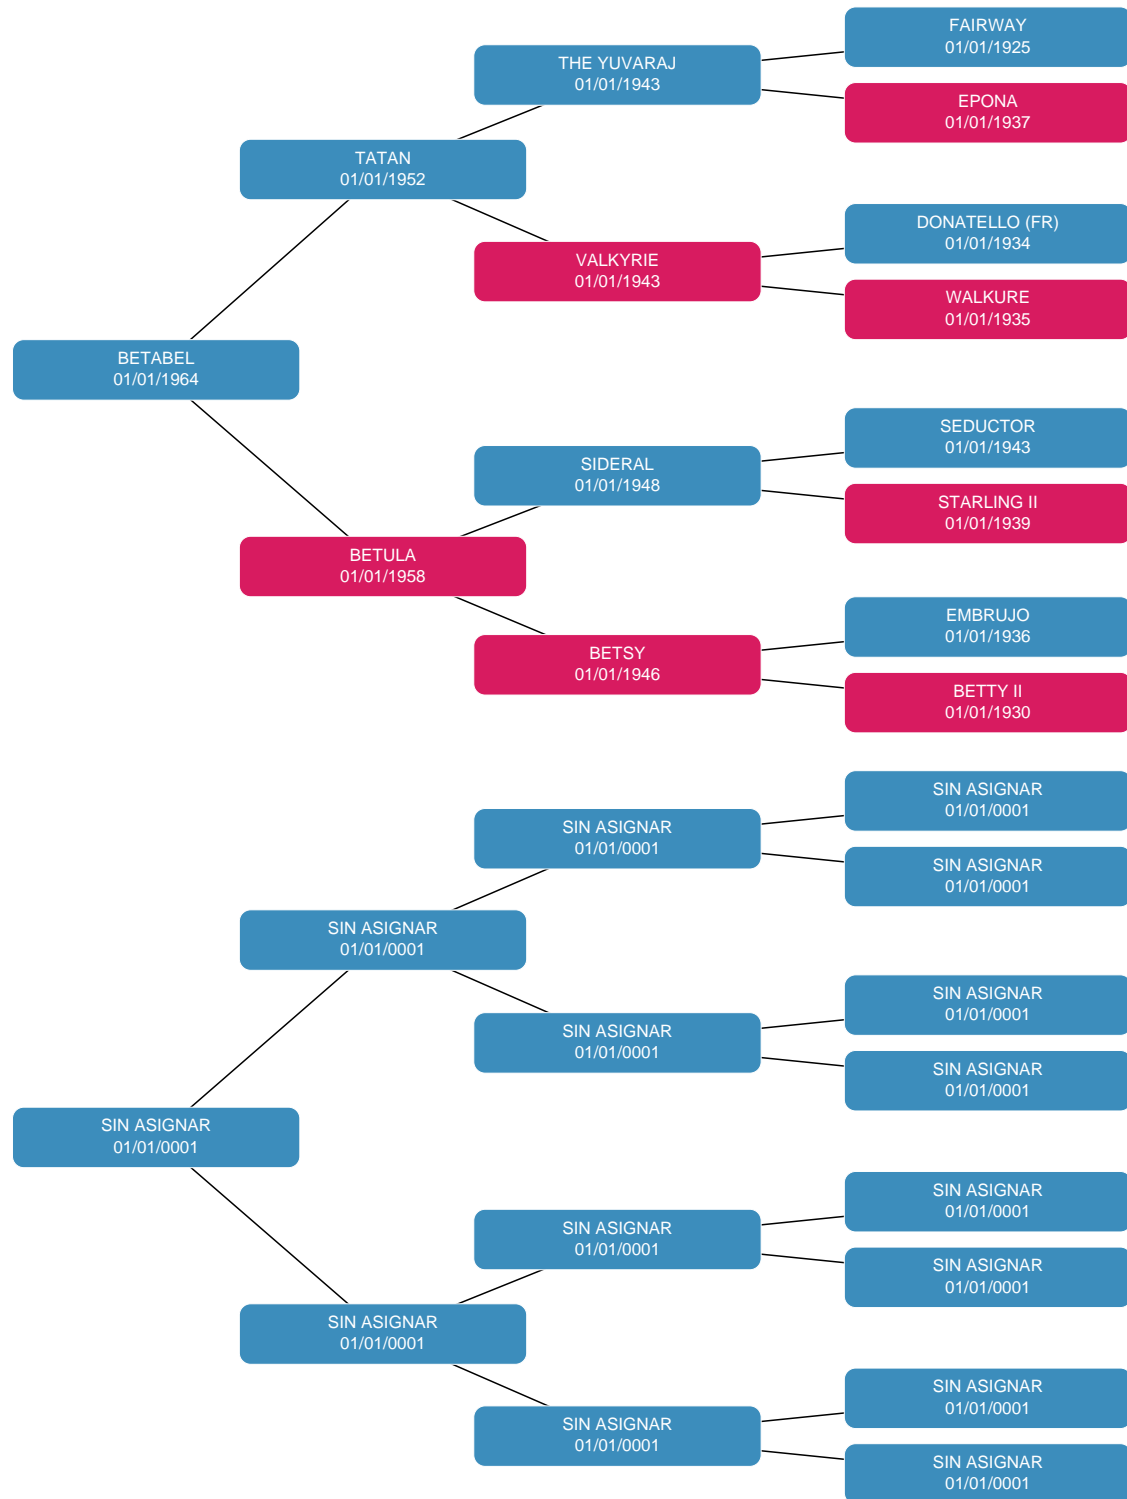 FAIRWAY
01/01/1925
THE YUVARAJ
01/01/1943
EPONA
01/01/1937
TATAN
01/01/1952
DONATELLO (FR)
01/01/1934
VALKYRIE
01/01/1943
WALKURE
01/01/1935
BETABEL
01/01/1964
SEDUCTOR
01/01/1943
SIDERAL
01/01/1948
STARLING II
01/01/1939
BETULA
01/01/1958
EMBRUJO
01/01/1936
BETSY
01/01/1946
BETTY II
01/01/1930
SIN ASIGNAR
01/01/0001
SIN ASIGNAR
01/01/0001
SIN ASIGNAR
01/01/0001
SIN ASIGNAR
01/01/0001
SIN ASIGNAR
01/01/0001
SIN ASIGNAR
01/01/0001
SIN ASIGNAR
01/01/0001
SIN ASIGNAR
01/01/0001
SIN ASIGNAR
01/01/0001
SIN ASIGNAR
01/01/0001
SIN ASIGNAR
01/01/0001
SIN ASIGNAR
01/01/0001
SIN ASIGNAR
01/01/0001
SIN ASIGNAR
01/01/0001
SIN ASIGNAR
01/01/0001